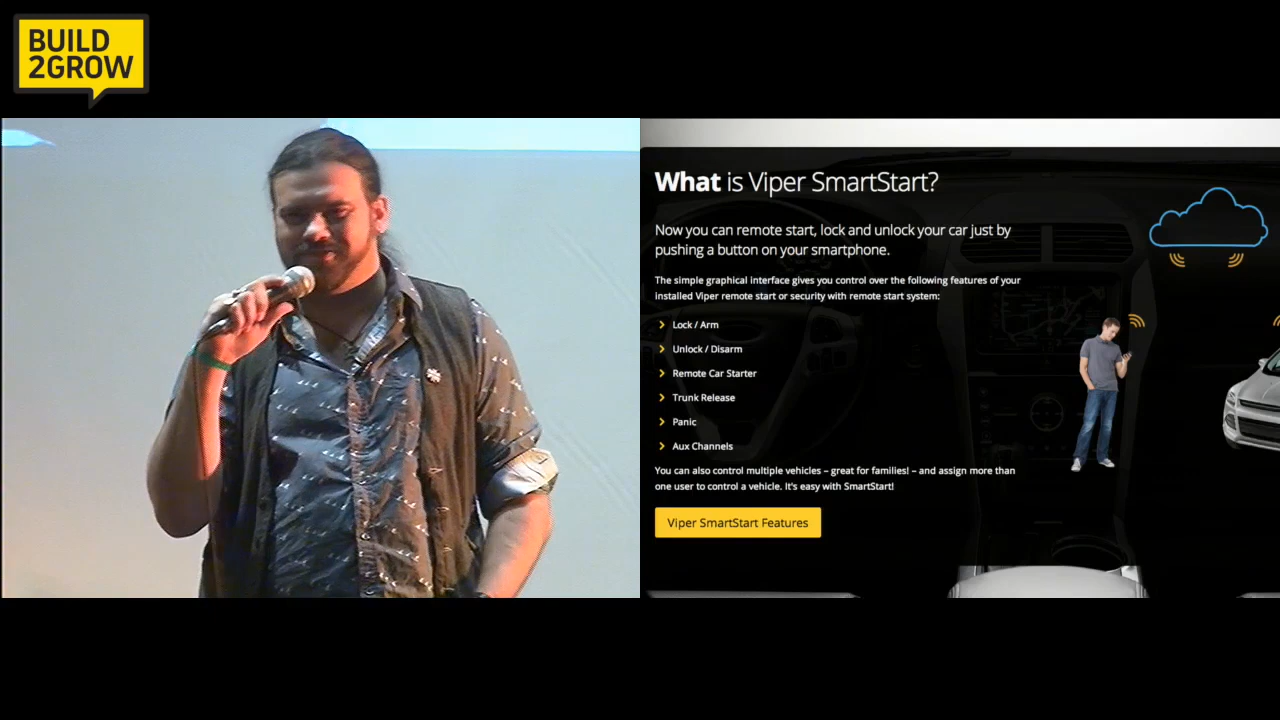 BUILD
2GROW
What is Viper SmartStart?
Now you can remote start, lock and unlock your car just by
pushing a button on your smartphone.
The simple graphical interface gives you control over the following features of your
installed Viper remote start or security with remote start system:
Lock / Arm
Unlock / Disarm
Remote Car Starter
Trunk Release
Panic
Aux Channels
You can also control multiple vehicles – great for families! – and assign more than
one user to control a vehicle. It's easy with SmartStart!
Viper SmartStart Features